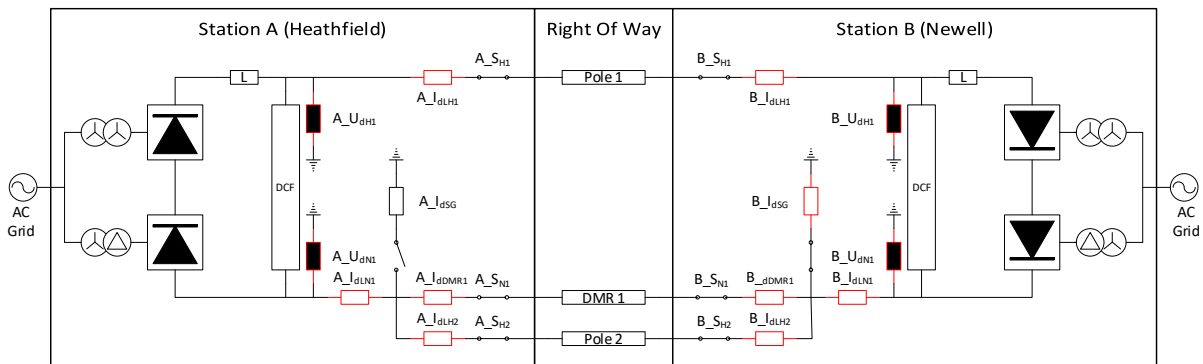 Station A (Heathfield)
Right Of Way
Station B (Newell)
A_S_H1
B_S_H1
L
Pole 1
L
A_I_dLH1
B_I_dLH1
A_U_dH1
B_U_dH1
DCF
A_I_dSG
B_I_dSG
DCF
AC
Grid
AC
Grid
A_U_dN1
B_U_dN1
A_I_dLN1
A_I_dDMR1
A_S_N1
DMR 1
B_S_N1
B__dDMR1
B_I_dLN1
A_I_dLH2
A_S_H2
Pole 2
B_S_H2
B_I_dLH2